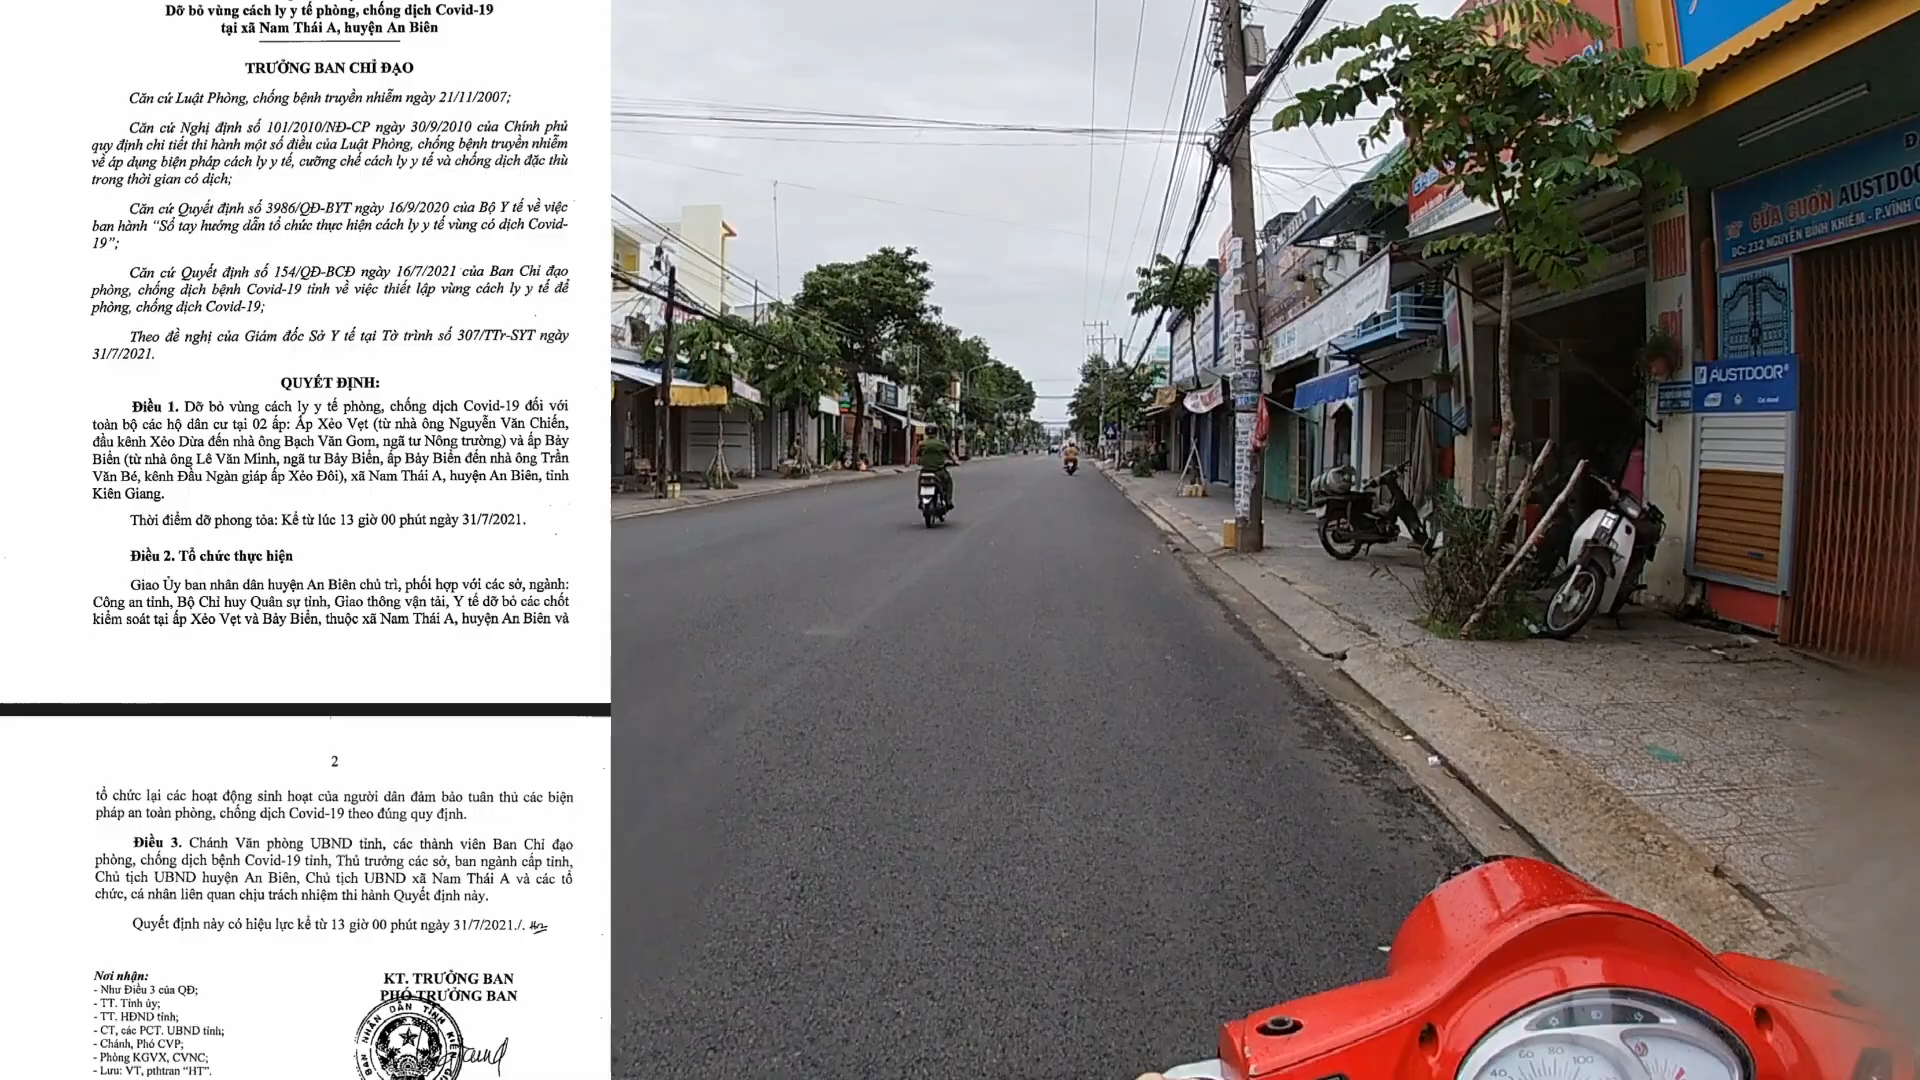 Dỡ bỏ vùng cách ly y tế phòng, chống dịch Covid-19
tại xã Nam Thái A, huyện An Biên
TRƯỞNG BAN CHỈ ĐẠO
Căn cứ Luật Phòng, chống bệnh truyền nhiễm ngày 21/11/2007;
Căn cứ Nghị định số 101/2010/NĐ-CP ngày 30/9/2010 của Chính phủ
quy định chi tiết thi hành một số điều của Luật Phòng, chống bệnh truyền nhiễm
về áp dụng biện pháp cách ly y tế, cưỡng chế cách ly y tế và chống dịch đặc thù
trong thời gian có dịch;
Căn cứ Quyết định số 3986/QĐ-BYT ngày 16/9/2020 của Bộ Y tế về việc
ban hành “Sổ tay hướng dẫn tổ chức thực hiện cách ly y tế vùng có dịch Covid-
19”;
Căn cứ Quyết định số 154/QĐ-BCĐ ngày 16/7/2021 của Ban Chỉ đạo
phòng, chống dịch bệnh Covid-19 tỉnh về việc thiết lập vùng cách ly y tế để
phòng, chống dịch Covid-19;
Theo đề nghị của Giám đốc Sở Y tế tại Tờ trình số 307/TTr-SYT ngày
31/7/2021.
QUYẾT ĐỊNH:
Điều 1. Dỡ bỏ vùng cách ly y tế phòng, chống dịch Covid-19 đối với
toàn bộ các hộ dân cư tại 02 ấp: Ấp Xẻo Vẹt (từ nhà ông Nguyễn Văn Chiến,
đầu kênh Xẻo Dừa đến nhà ông Bạch Văn Gom, ngã tư Nông trường) và ấp Bảy
Biển (từ nhà ông Lê Văn Minh, ngã tư Bảy Biển, ấp Bảy Biển đến nhà ông Trần
Văn Bé, kênh Đầu Ngàn giáp ấp Xẻo Đôi), xã Nam Thái A, huyện An Biên, tỉnh
Kiên Giang.
Thời điểm dỡ phong tỏa: Kể từ lúc 13 giờ 00 phút ngày 31/7/2021.
Điều 2. Tổ chức thực hiện
Giao Ủy ban nhân dân huyện An Biên chủ trì, phối hợp với các sở, ngành:
Công an tỉnh, Bộ Chỉ huy Quân sự tỉnh, Giao thông vận tải, Y tế dỡ bỏ các chốt
kiểm soát tại ấp Xẻo Vẹt và Bảy Biển, thuộc xã Nam Thái A, huyện An Biên và
2
tổ chức lại các hoạt động sinh hoạt của người dân đảm bảo tuân thủ các biện
pháp an toàn phòng, chống dịch Covid-19 theo đúng quy định.
Điều 3. Chánh Văn phòng UBND tỉnh, các thành viên Ban Chỉ đạo
phòng, chống dịch bệnh Covid-19 tỉnh, Thủ trưởng các sở, ban ngành cấp tỉnh,
Chủ tịch UBND huyện An Biên, Chủ tịch UBND xã Nam Thái A và các tổ
chức, cá nhân liên quan chịu trách nhiệm thi hành Quyết định này.
Quyết định này có hiệu lực kể từ 13 giờ 00 phút ngày 31/7/2021./.
Nơi nhận:
- Như Điều 3 của QĐ;
- TT. Tỉnh ủy;
- TT. HĐND tỉnh;
- CT, các PCT. UBND tỉnh;
- Chánh, Phó CVP;
- Phòng KGVX, CVNC;
- Lưu: VT, pthtran “HT”.
KT. TRƯỞNG BAN
PHÓ TRƯỞNG BAN
BAN NHÂN DÂN TỈNH KIÊN
CỬA CUỐN AUSTDOO
ĐC: 232 NGUYỄN BỈNH KHIÊM - P.VĨNH
AUSTDOOR
40 60 80 100